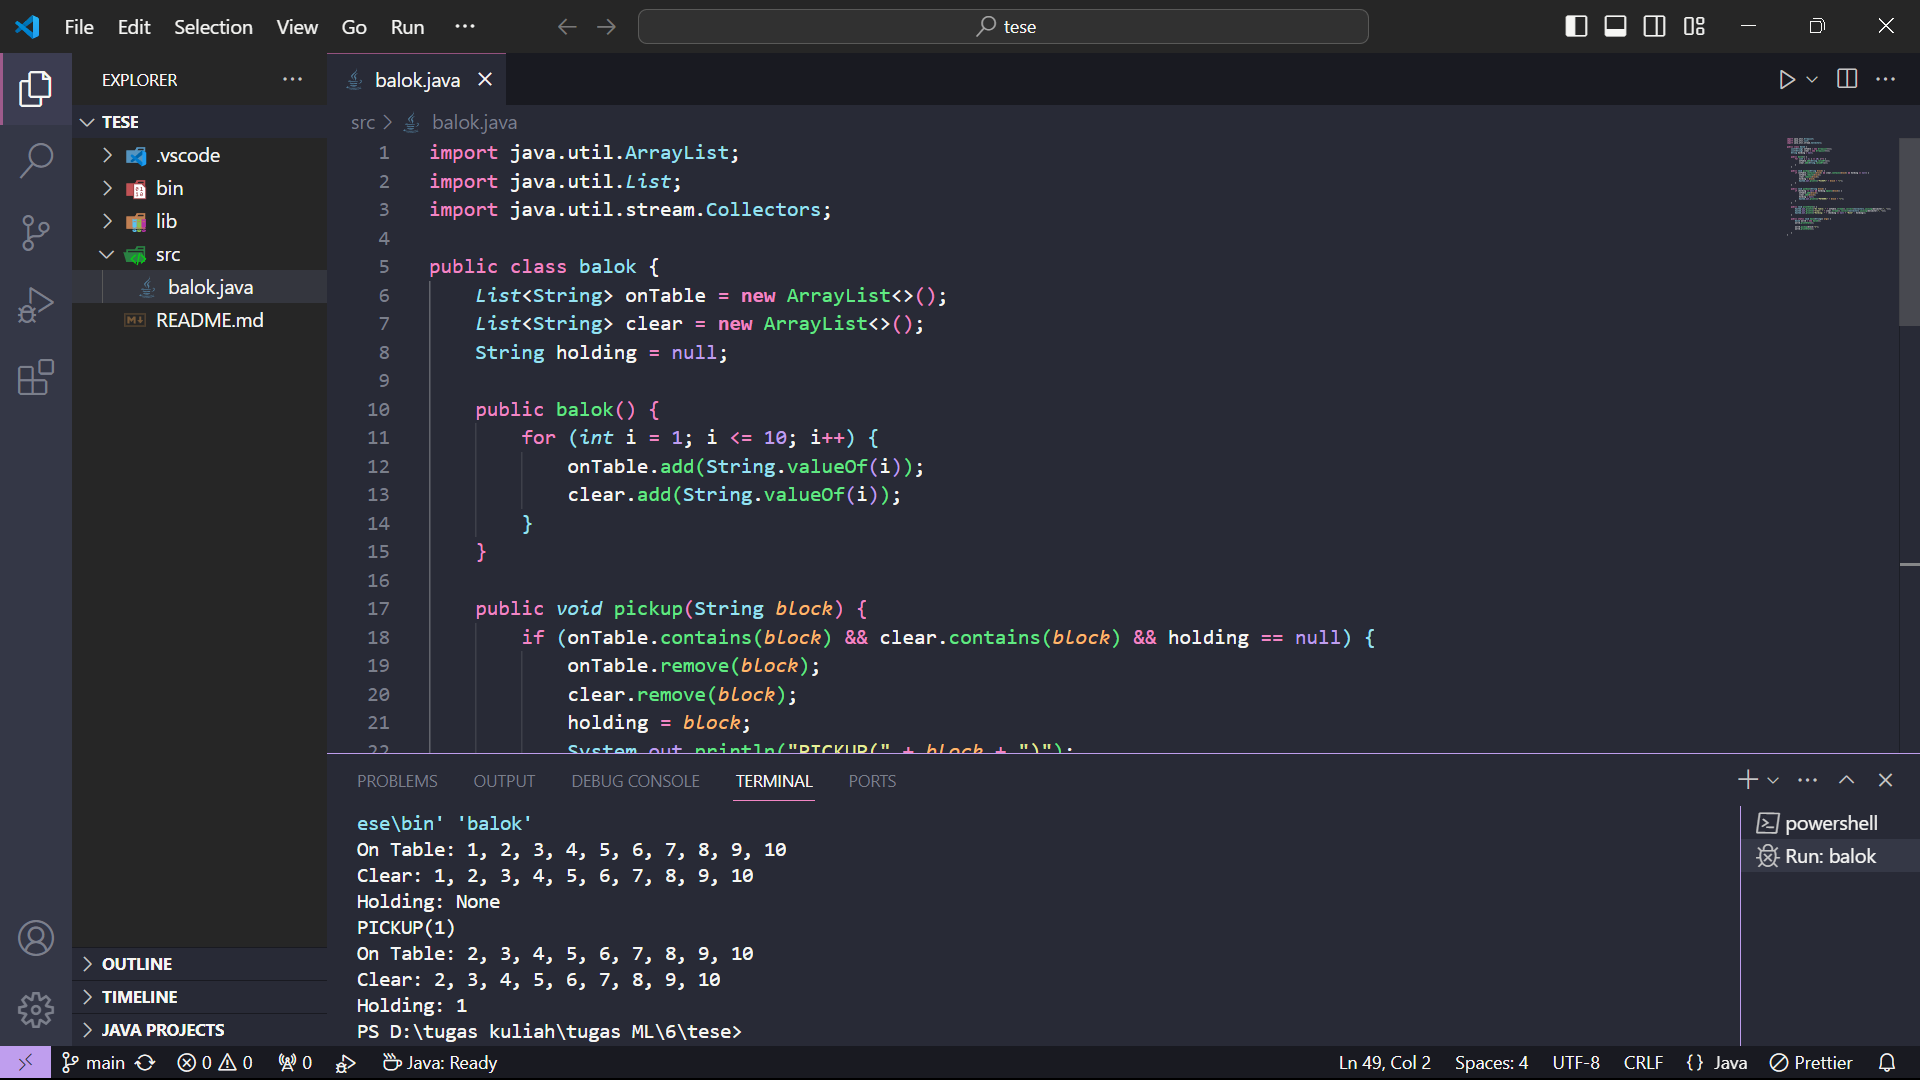 File Edit Selection View Go Run ···
tese
EXPLORER ···
TESE
.vscode
bin
lib
src
balok.java
README.md
OUTLINE
TIMELINE
JAVA PROJECTS
balok.java
src > balok.java
1 import java.util.ArrayList;
2 import java.util.List;
3 import java.util.stream.Collectors;
4
5 public class balok {
6 List<String> onTable = new ArrayList<>();
7 List<String> clear = new ArrayList<>();
8 String holding = null;
9
10 public balok() {
11 for (int i = 1; i <= 10; i++) {
12 onTable.add(String.valueOf(i));
13 clear.add(String.valueOf(i));
14 }
15 }
16
17 public void pickup(String block) {
18 if (onTable.contains(block) && clear.contains(block) && holding == null) {
19 onTable.remove(block);
20 clear.remove(block);
21 holding = block;
22 System.out.println("PICKUP(" + block + ")");
PROBLEMS OUTPUT DEBUG CONSOLE TERMINAL PORTS
ese\bin' 'balok'
On Table: 1, 2, 3, 4, 5, 6, 7, 8, 9, 10
Clear: 1, 2, 3, 4, 5, 6, 7, 8, 9, 10
Holding: None
PICKUP(1)
On Table: 2, 3, 4, 5, 6, 7, 8, 9, 10
Clear: 2, 3, 4, 5, 6, 7, 8, 9, 10
Holding: 1
PS D:\tugas kuliah\tugas ML\6\tese>
powershell
Run: balok
main 0 0 0 Java: Ready Ln 49, Col 2 Spaces: 4 UTF-8 CRLF {} Java Prettier